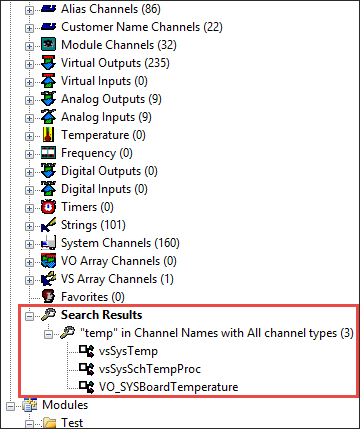 Alias Channels (86)
Customer Name Channels (22)
Module Channels (32)
Virtual Outputs (235)
Virtual Inputs (0)
Analog Outputs (9)
Analog Inputs (9)
Temperature (0)
Frequency (0)
Digital Outputs (0)
Digital Inputs (0)
Timers (0)
Strings (101)
System Channels (160)
VO Array Channels (0)
VS Array Channels (1)
Favorites (0)
Search Results
"temp" in Channel Names with All channel types (3)
vsSysTemp
vsSysSchTempProc
VO_SYSBoardTemperature
Modules
Test